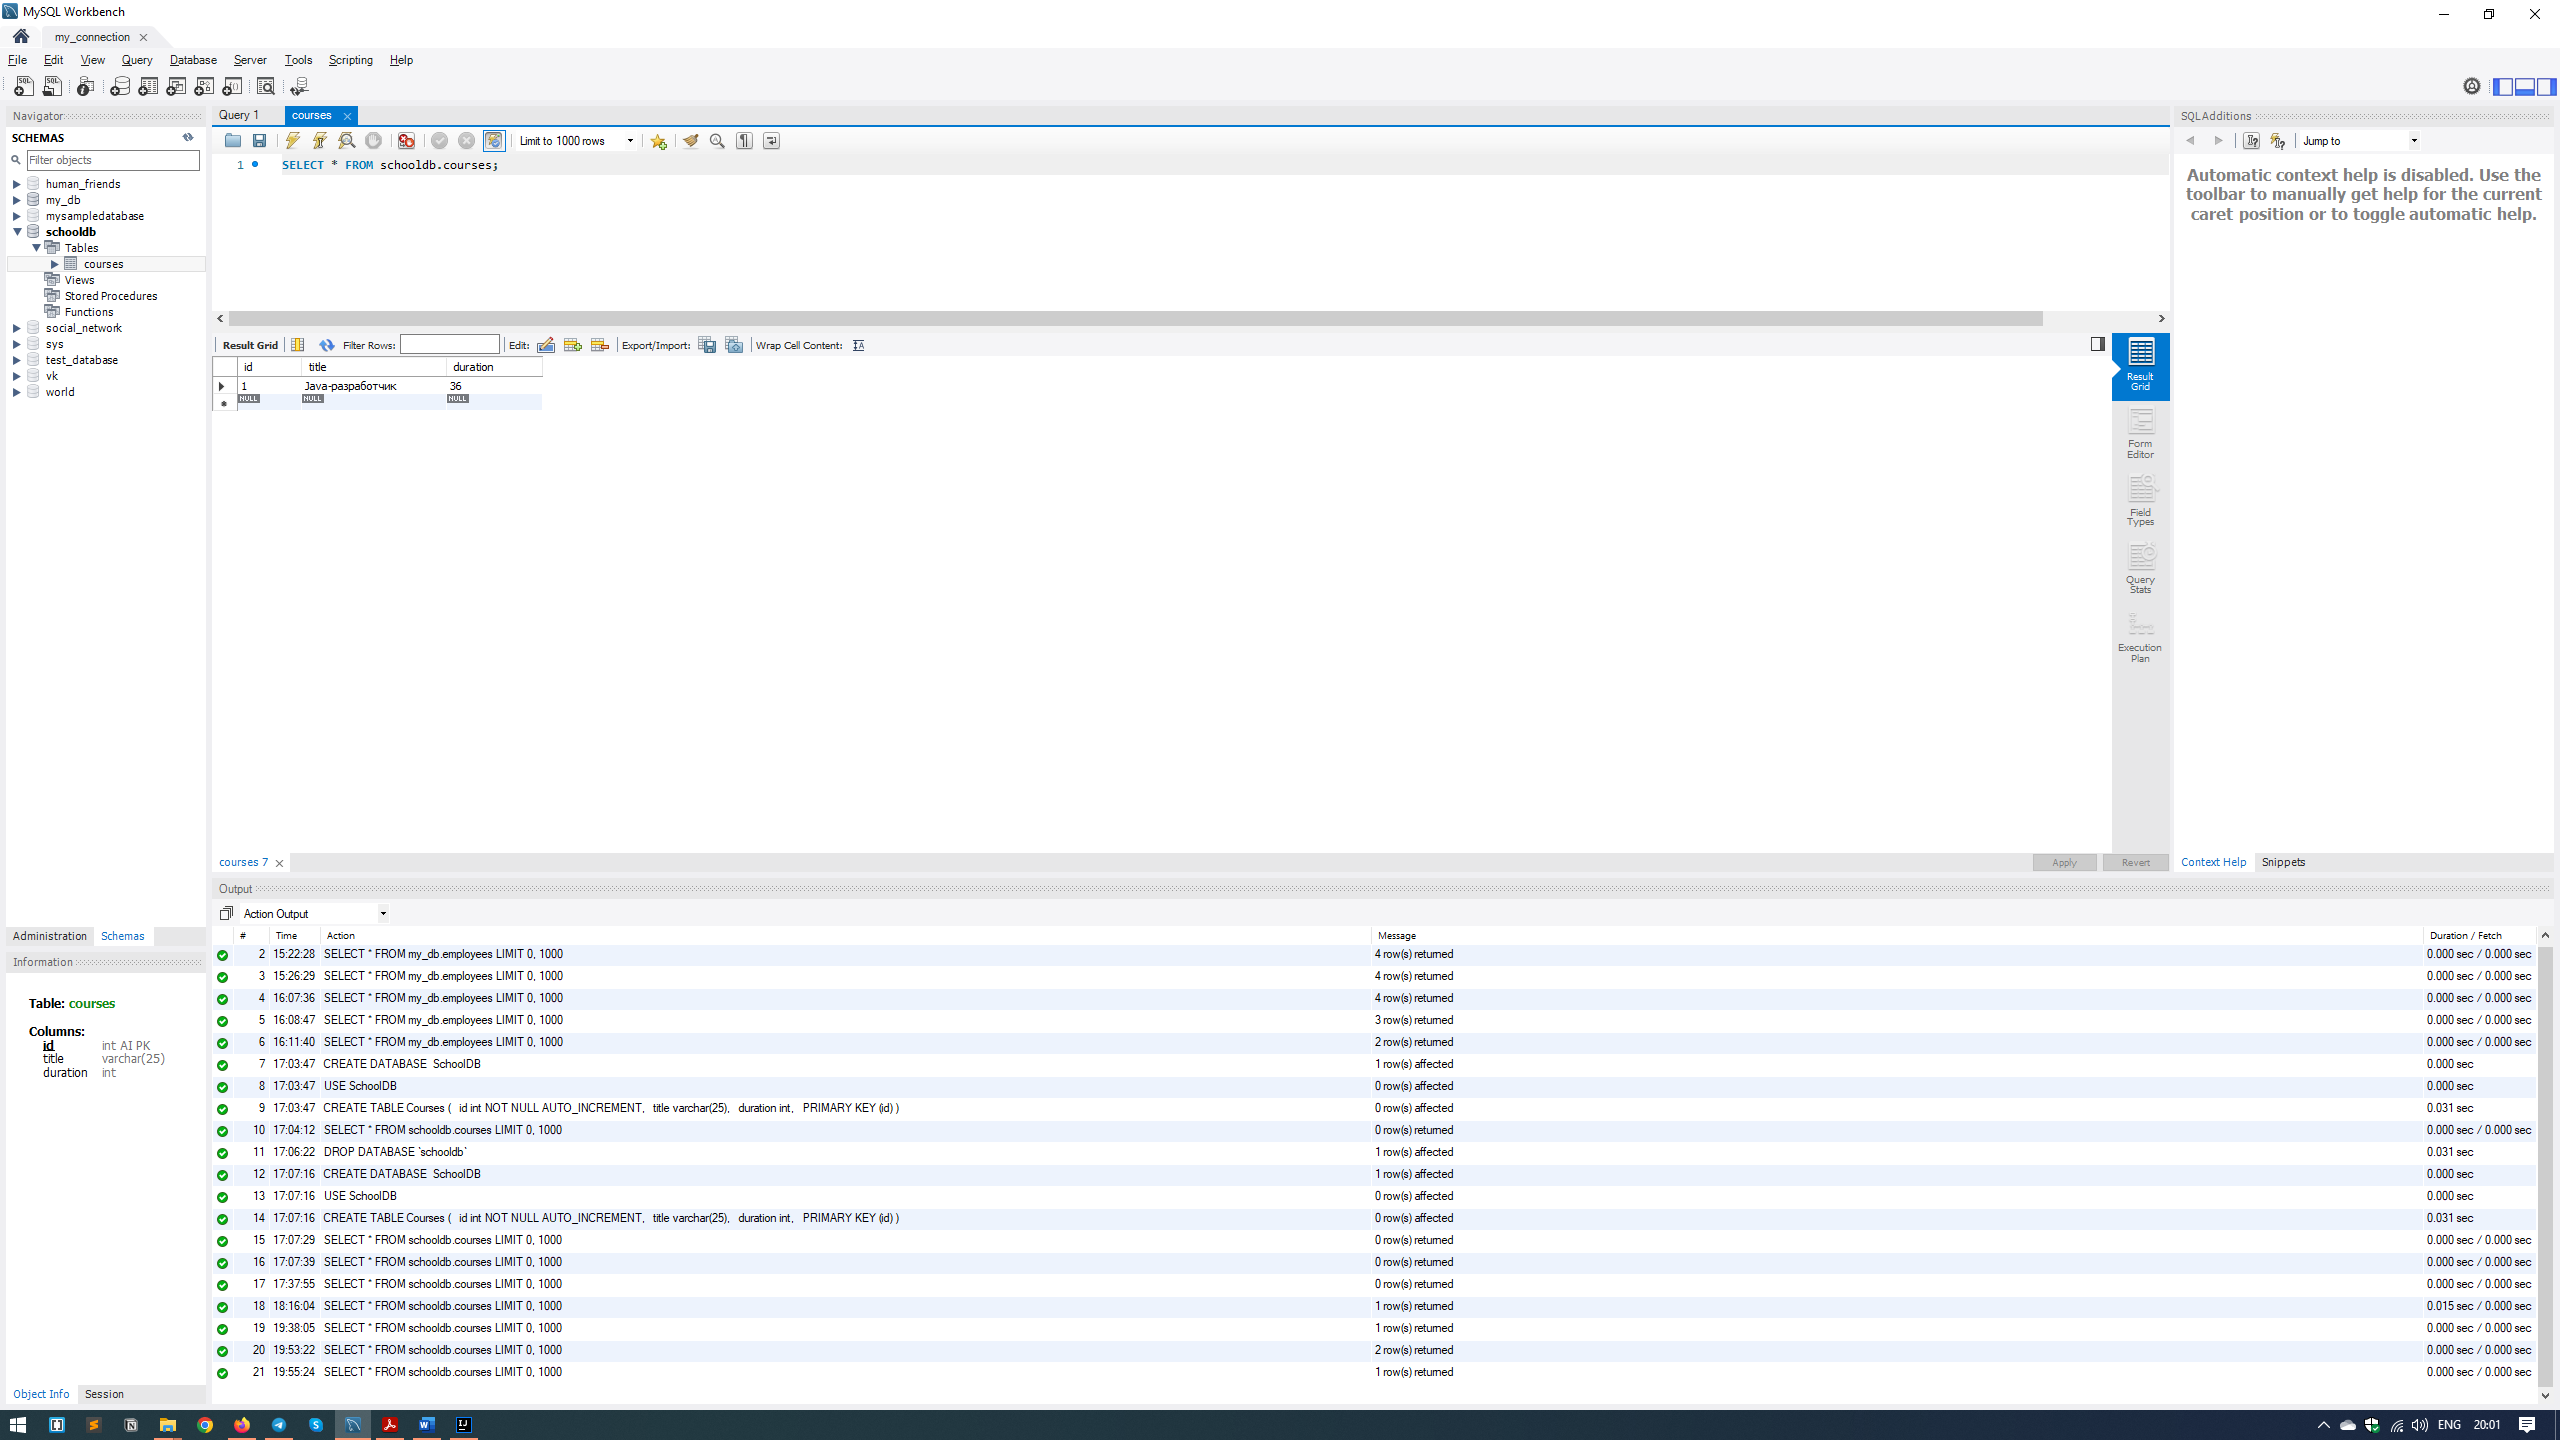 MySQL Workbench
my_connection
File Edit View Query Database Server Tools Scripting Help
Navigator
SCHEMAS
Filter objects
human_friends
my_db
mysampledatabase
schooldb
Tables
courses
Views
Stored Procedures
Functions
social_network
sys
test_database
vk
world
Administration Schemas
Information
Table: courses
Columns:
id int AI PK
title varchar(25)
duration int
Object Info Session
Query 1 courses
Limit to 1000 rows
1 SELECT * FROM schooldb.courses;
Result Grid Filter Rows: Edit: Export/Import: Wrap Cell Content:
id title duration
1 Java-разработчик 36
NULL NULL NULL
Result Grid
Form Editor
Field Types
Query Stats
Execution Plan
courses 7 Apply Revert
SQLAdditions
Jump to
Automatic context help is disabled. Use the
toolbar to manually get help for the current
caret position or to toggle automatic help.
Context Help Snippets
Output
Action Output
# Time Action Message Duration / Fetch
2 15:22:28 SELECT * FROM my_db.employees LIMIT 0, 1000 4 row(s) returned 0.000 sec / 0.000 sec
3 15:26:29 SELECT * FROM my_db.employees LIMIT 0, 1000 4 row(s) returned 0.000 sec / 0.000 sec
4 16:07:36 SELECT * FROM my_db.employees LIMIT 0, 1000 4 row(s) returned 0.000 sec / 0.000 sec
5 16:08:47 SELECT * FROM my_db.employees LIMIT 0, 1000 3 row(s) returned 0.000 sec / 0.000 sec
6 16:11:40 SELECT * FROM my_db.employees LIMIT 0, 1000 2 row(s) returned 0.000 sec / 0.000 sec
7 17:03:47 CREATE DATABASE SchoolDB 1 row(s) affected 0.000 sec
8 17:03:47 USE SchoolDB 0 row(s) affected 0.000 sec
9 17:03:47 CREATE TABLE Courses ( id int NOT NULL AUTO_INCREMENT, title varchar(25), duration int, PRIMARY KEY (id) ) 0 row(s) affected 0.031 sec
10 17:04:12 SELECT * FROM schooldb.courses LIMIT 0, 1000 0 row(s) returned 0.000 sec / 0.000 sec
11 17:06:22 DROP DATABASE `schooldb` 1 row(s) affected 0.031 sec
12 17:07:16 CREATE DATABASE SchoolDB 1 row(s) affected 0.000 sec
13 17:07:16 USE SchoolDB 0 row(s) affected 0.000 sec
14 17:07:16 CREATE TABLE Courses ( id int NOT NULL AUTO_INCREMENT, title varchar(25), duration int, PRIMARY KEY (id) ) 0 row(s) affected 0.031 sec
15 17:07:29 SELECT * FROM schooldb.courses LIMIT 0, 1000 0 row(s) returned 0.000 sec / 0.000 sec
16 17:07:39 SELECT * FROM schooldb.courses LIMIT 0, 1000 0 row(s) returned 0.000 sec / 0.000 sec
17 17:37:55 SELECT * FROM schooldb.courses LIMIT 0, 1000 0 row(s) returned 0.000 sec / 0.000 sec
18 18:16:04 SELECT * FROM schooldb.courses LIMIT 0, 1000 1 row(s) returned 0.015 sec / 0.000 sec
19 19:38:05 SELECT * FROM schooldb.courses LIMIT 0, 1000 1 row(s) returned 0.000 sec / 0.000 sec
20 19:53:22 SELECT * FROM schooldb.courses LIMIT 0, 1000 2 row(s) returned 0.000 sec / 0.000 sec
21 19:55:24 SELECT * FROM schooldb.courses LIMIT 0, 1000 1 row(s) returned 0.000 sec / 0.000 sec
ENG 20:01